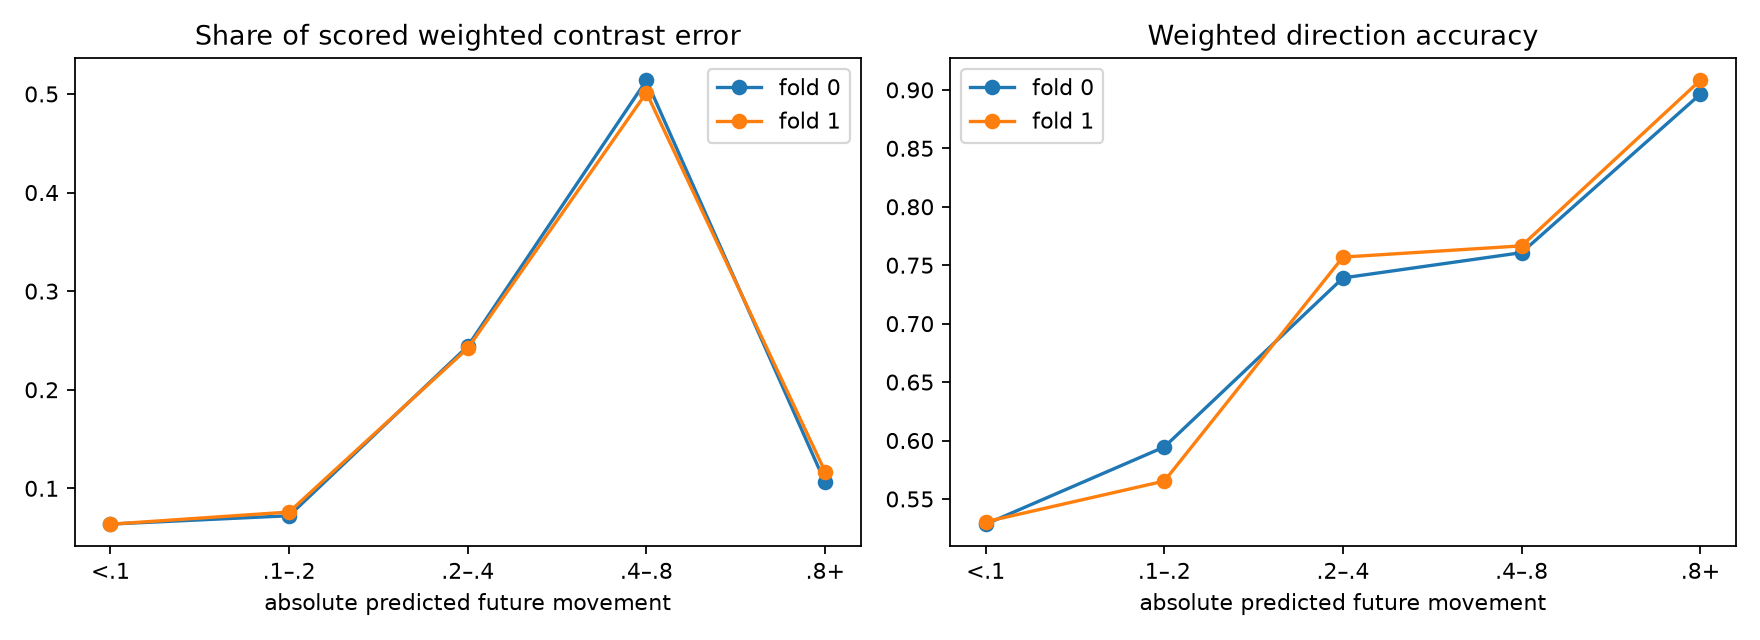 Share of scored weighted contrast error
fold 0
fold 1
0.5
0.4
0.3
0.2
0.1
<.1
.1–.2
.2–.4
.4–.8
.8+
absolute predicted future movement
Weighted direction accuracy
fold 0
fold 1
0.90
0.85
0.80
0.75
0.70
0.65
0.60
0.55
<.1
.1–.2
.2–.4
.4–.8
.8+
absolute predicted future movement